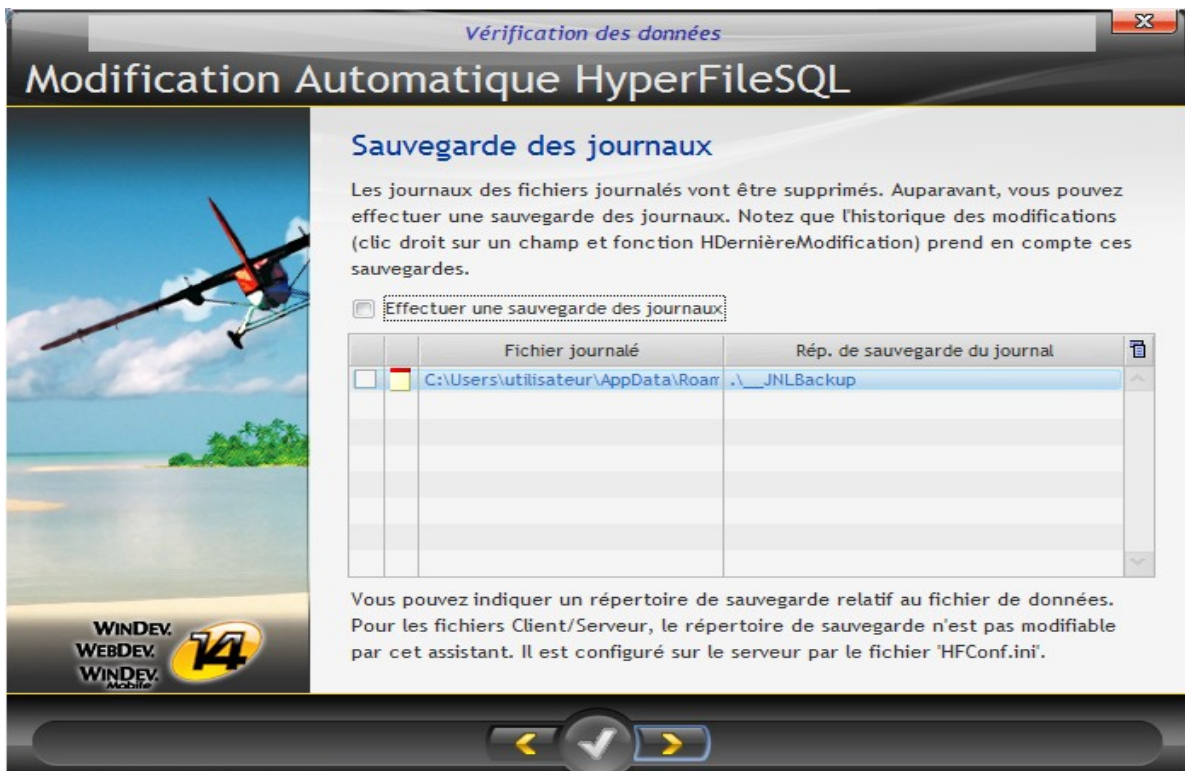 Vérification des données
Modification Automatique HyperFileSQL
Sauvegarde des journaux
Les journaux des fichiers journalés vont être supprimés. Auparavant, vous pouvez
effectuer une sauvegarde des journaux. Notez que l'historique des modifications
(clic droit sur un champ et fonction HDernièreModification) prend en compte ces
sauvegardes.
Effectuer une sauvegarde des journaux
Fichier journalé Rép. de sauvegarde du journal
C:\Users\utilisateur\AppData\Roam .\__JNLBackup
Vous pouvez indiquer un répertoire de sauvegarde relatif au fichier de données.
Pour les fichiers Client/Serveur, le répertoire de sauvegarde n'est pas modifiable
par cet assistant. Il est configuré sur le serveur par le fichier 'HFConf.ini'.
WINDEV.
WEBDEV.
WINDEV.
Mobile
14